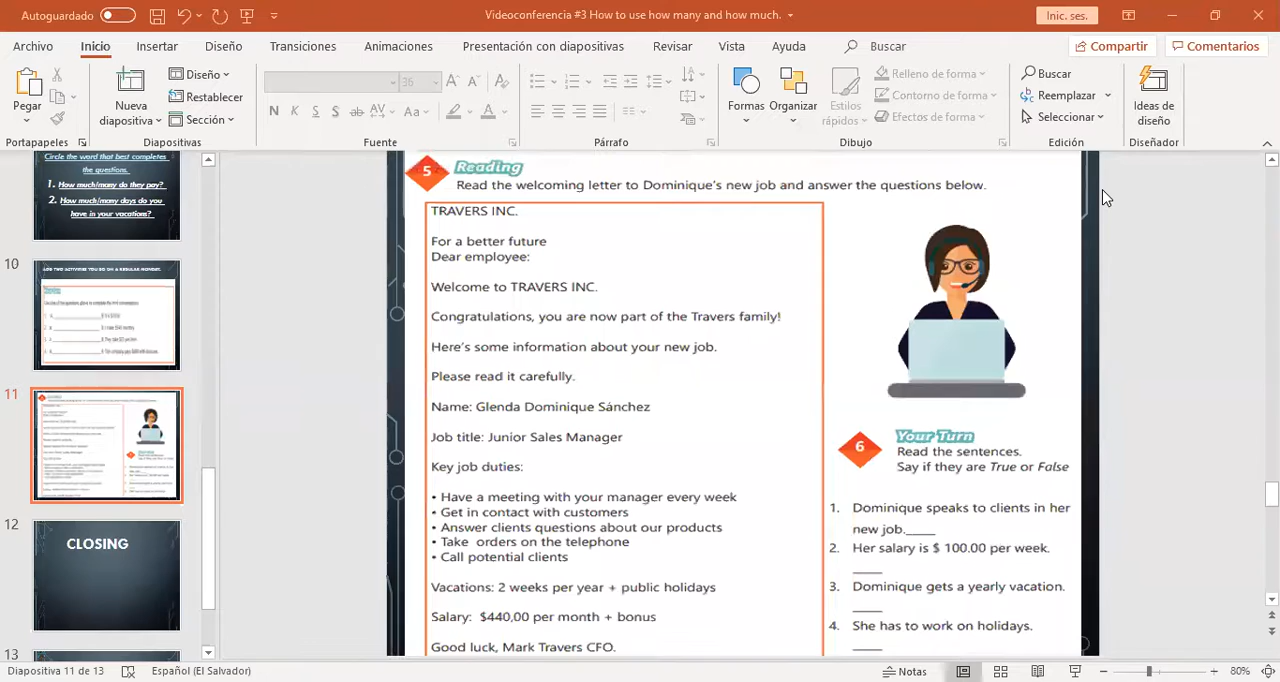 Autoguardado
Videoconferencia #3 How to use how many and how much.
Inic. ses.
Archivo Inicio Insertar Diseño Transiciones Animaciones Presentación con diapositivas Revisar Vista Ayuda Buscar Compartir Comentarios
Pegar
Nueva diapositiva
Diseño
Restablecer
Sección
36
N K S S ab AV Aa A
Formas
Organizar
Estilos rápidos
Relleno de forma
Contorno de forma
Efectos de forma
Buscar
Reemplazar
Seleccionar
Ideas de diseño
Portapapeles Diapositivas Fuente Párrafo Dibujo Edición Diseñador
Circle the word that best completes
the questions.
1. How much/many do they pay?
2. How much/many days do you
have in your vacations?
10
11
12
CLOSING
13
5 Reading
Read the welcoming letter to Dominique's new job and answer the questions below.
TRAVERS INC.
For a better future
Dear employee:
Welcome to TRAVERS INC.
Congratulations, you are now part of the Travers family!
Here's some information about your new job.
Please read it carefully.
Name: Glenda Dominique Sánchez
Job title: Junior Sales Manager
Key job duties:
• Have a meeting with your manager every week
• Get in contact with customers
• Answer clients questions about our products
• Take orders on the telephone
• Call potential clients
Vacations: 2 weeks per year + public holidays
Salary: $440,00 per month + bonus
Good luck, Mark Travers CFO.
6 Your Turn
Read the sentences.
Say if they are True or False
1. Dominique speaks to clients in her
new job.____
2. Her salary is $ 100.00 per week.
____
3. Dominique gets a yearly vacation.
____
4. She has to work on holidays.
____
Diapositiva 11 de 13 Español (El Salvador) Notas 80%